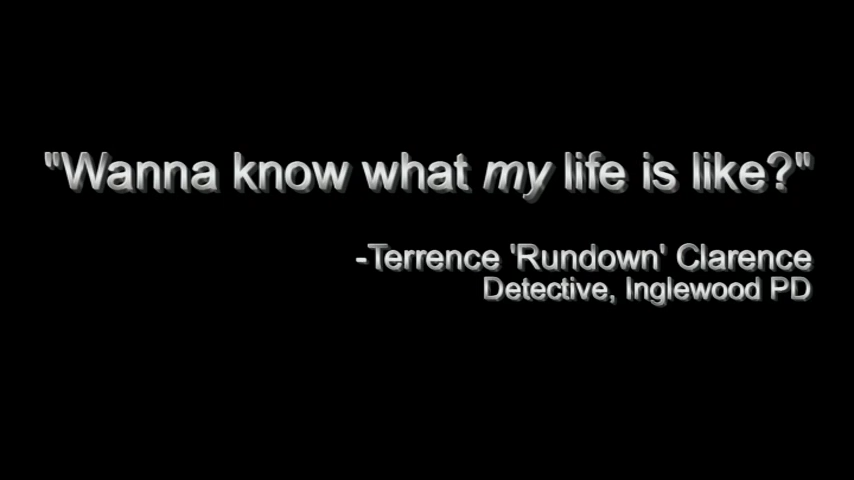 "Wanna know what my life is like?"
-Terrence 'Rundown' Clarence
Detective, Inglewood PD